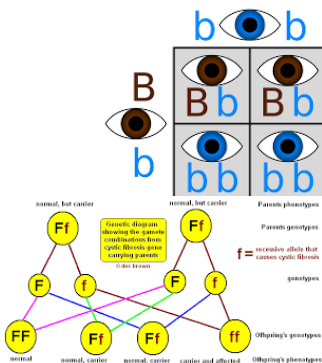 b b
B
B b B b
b
b b b b
normal, but carrier normal, but carrier Parents phenotypes
Ff Ff Parents genotypes
Genetic diagram
showing the gamete
combinations from
cystic fibrosis gene
carrying parents
f = recessive allele that
causes cystic fibrosis
F f F f genotypes
FF Ff Ff ff Offspring's genotypes
normal normal, carrier normal, carrier carrier and affected Offspring's phenotypes